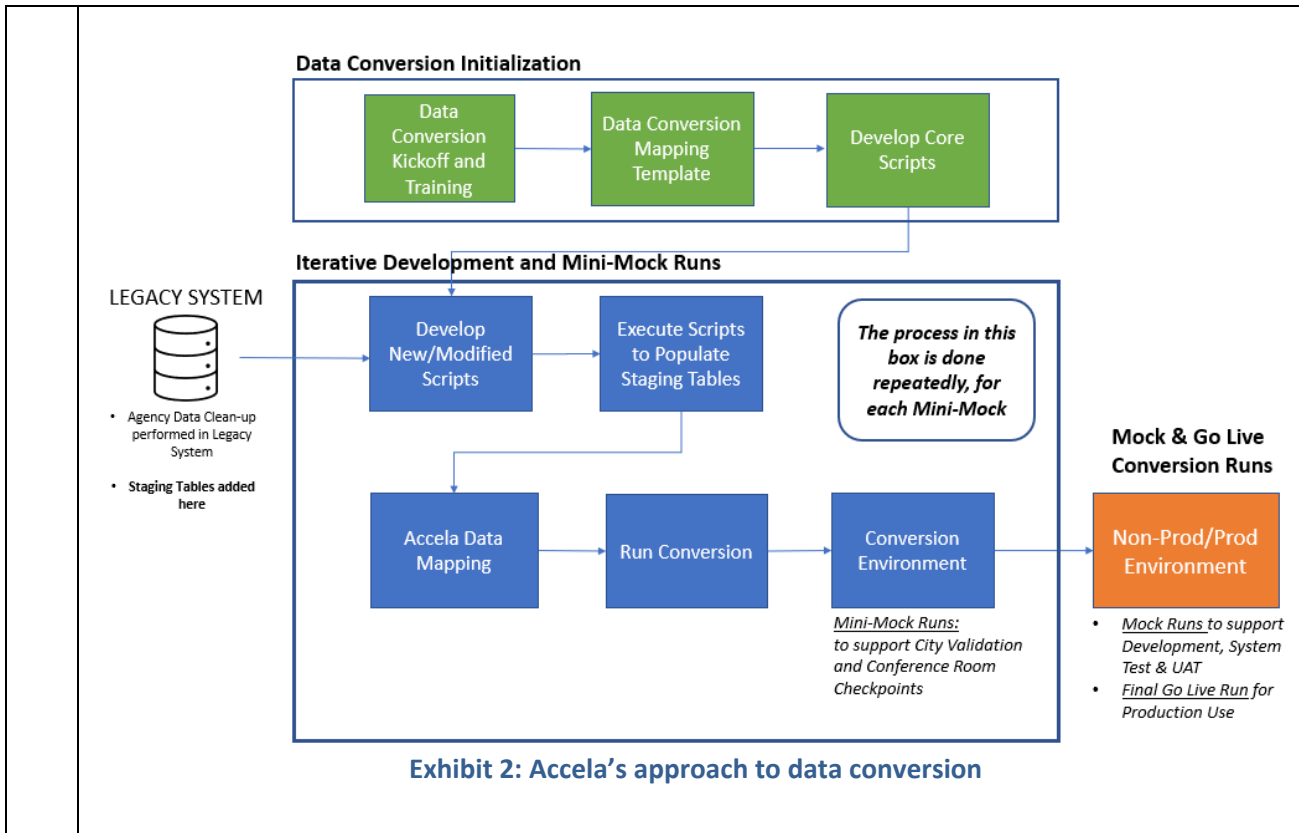 Data Conversion Initialization
Data
Conversion
Kickoff and
Training
Data Conversion
Mapping
Template
Develop Core
Scripts
Iterative Development and Mini-Mock Runs
LEGACY SYSTEM
• Agency Data Clean-up
performed in Legacy
System
• Staging Tables added
here
Develop
New/Modified
Scripts
Execute Scripts
to Populate
Staging Tables
The process in this
box is done
repeatedly, for
each Mini-Mock
Accela Data
Mapping
Run Conversion
Conversion
Environment
Mini-Mock Runs:
to support City Validation
and Conference Room
Checkpoints
Mock & Go Live
Conversion Runs
Non-Prod/Prod
Environment
• Mock Runs to support
Development, System
Test & UAT
• Final Go Live Run for
Production Use
Exhibit 2: Accela’s approach to data conversion